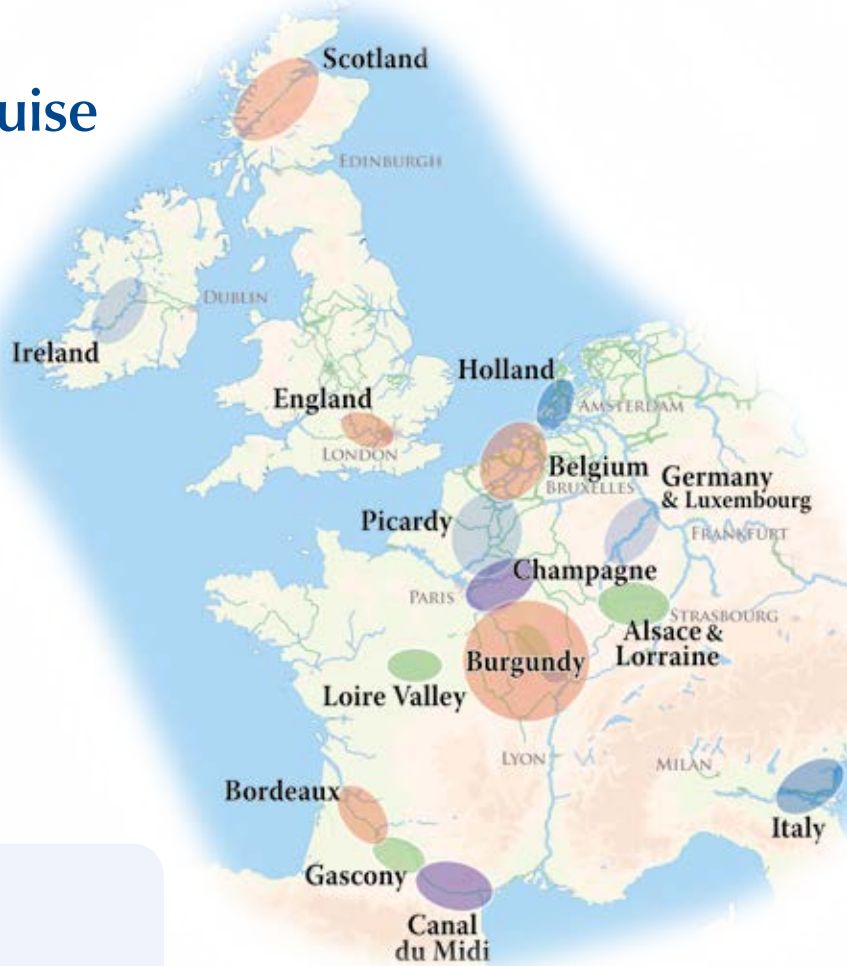 uise
Scotland
EDINBURGH
DUBLIN
Ireland
Holland
England
AMSTERDAM
LONDON
Belgium
BRUXELLES
Germany
& Luxembourg
Picardy
FRANKFURT
Champagne
PARIS
STRASBOURG
Alsace &
Lorraine
Burgundy
Loire Valley
LYON
MILAN
Bordeaux
Italy
Gascony
Canal
du Midi